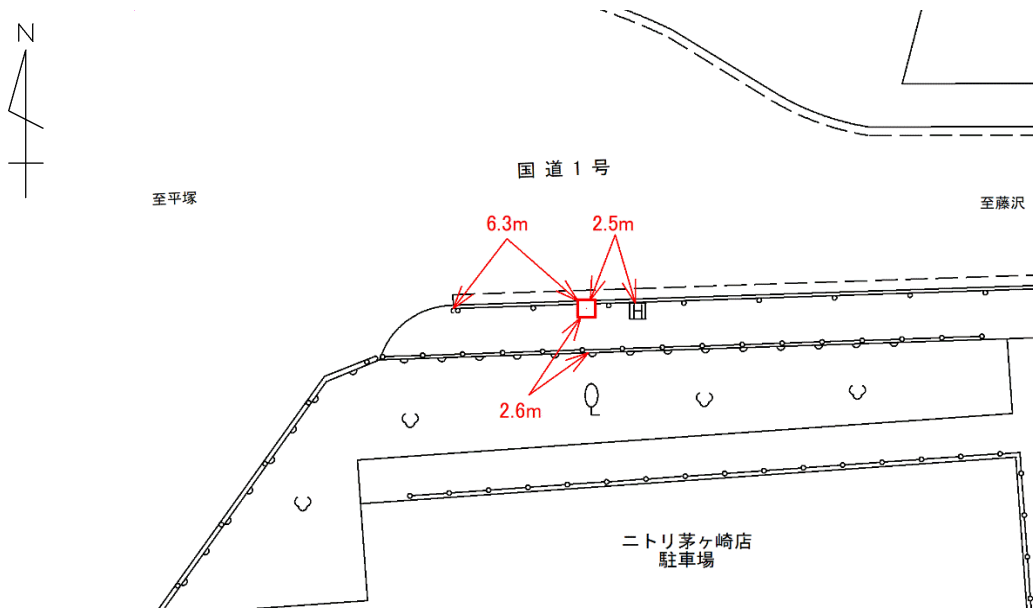 N
国道1号
至平塚
至藤沢
6.3m
2.5m
H
2.6m
ニトリ茅ヶ崎店
駐車場